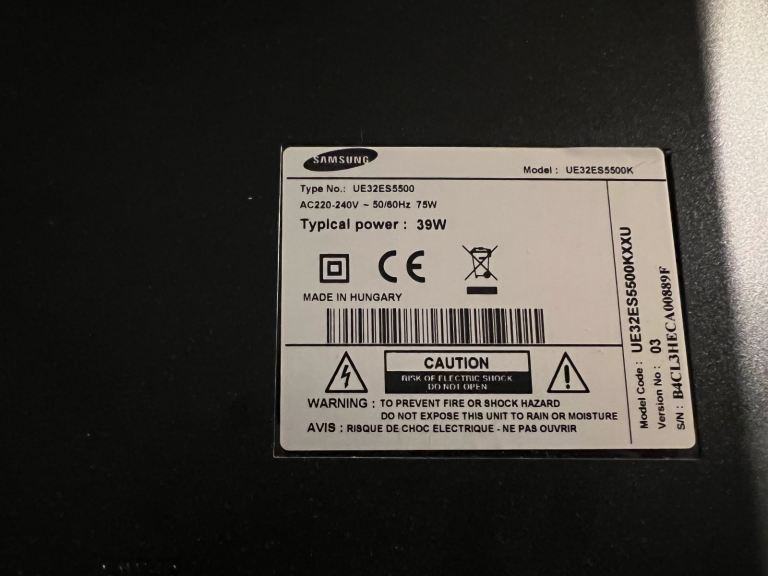 SAMSUNG
Model : UE32ES5500K
Type No.: UE32ES5500
AC220-240V ~ 50/60Hz 75W
Typical power : 39W
CE
MADE IN HUNGARY
CAUTION
RISK OF ELECTRIC SHOCK
DO NOT OPEN
WARNING : TO PREVENT FIRE OR SHOCK HAZARD
DO NOT EXPOSE THIS UNIT TO RAIN OR MOISTURE
AVIS : RISQUE DE CHOC ELECTRIQUE - NE PAS OUVRIR
Model Code : UE32ES5500KXXU
Version No : 03
S/N : B4CL3HECA00889F